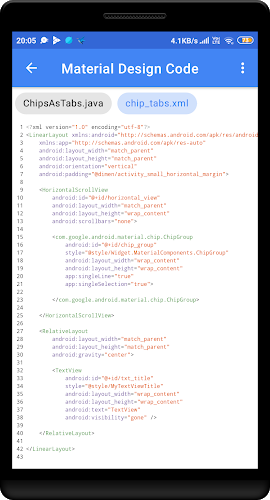 20:05 4.1KB/s 78
Material Design Code
ChipsAsTabs.java chip_tabs.xml
1 <?xml version="1.0" encoding="utf-8"?>
2 <LinearLayout xmlns:android="http://schemas.android.com/apk/res/android
3 xmlns:app="http://schemas.android.com/apk/res-auto"
4 android:layout_width="match_parent"
5 android:layout_height="match_parent"
6 android:orientation="vertical"
7 android:padding="@dimen/activity_small_horizontal_margin">
8
9 <HorizontalScrollView
10 android:id="@+id/horizontal_view"
11 android:layout_width="match_parent"
12 android:layout_height="wrap_content"
13 android:scrollbars="none">
14
15 <com.google.android.material.chip.ChipGroup
16 android:id="@+id/chip_group"
17 style="@style/Widget.MaterialComponents.ChipGroup"
18 android:layout_width="wrap_content"
19 android:layout_height="wrap_content"
20 app:singleLine="true"
21 app:singleSelection="true">
22
23 </com.google.android.material.chip.ChipGroup>
24
25 </HorizontalScrollView>
26
27 <RelativeLayout
28 android:layout_width="match_parent"
29 android:layout_height="match_parent"
30 android:gravity="center">
31
32 <TextView
33 android:id="@+id/txt_title"
34 style="@style/MyTextViewTitle"
35 android:layout_width="wrap_content"
36 android:layout_height="wrap_content"
37 android:text="TextView"
38 android:visibility="gone" />
39
40 </RelativeLayout>
41
42 </LinearLayout>
43